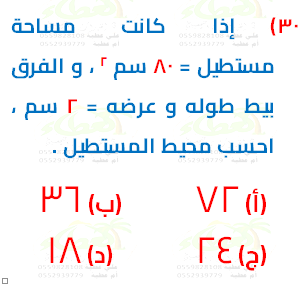 ٣٠) إذا كانت مساحة
مستطيل = ٨٠ سم ٢ ، و الفرق
بيط طوله و عرضه = ٢ سم ،
احسب محيط المستطيل .
(أ) ٧٢ (ب) ٣٦
(ج) ٢٤ (د) ١٨